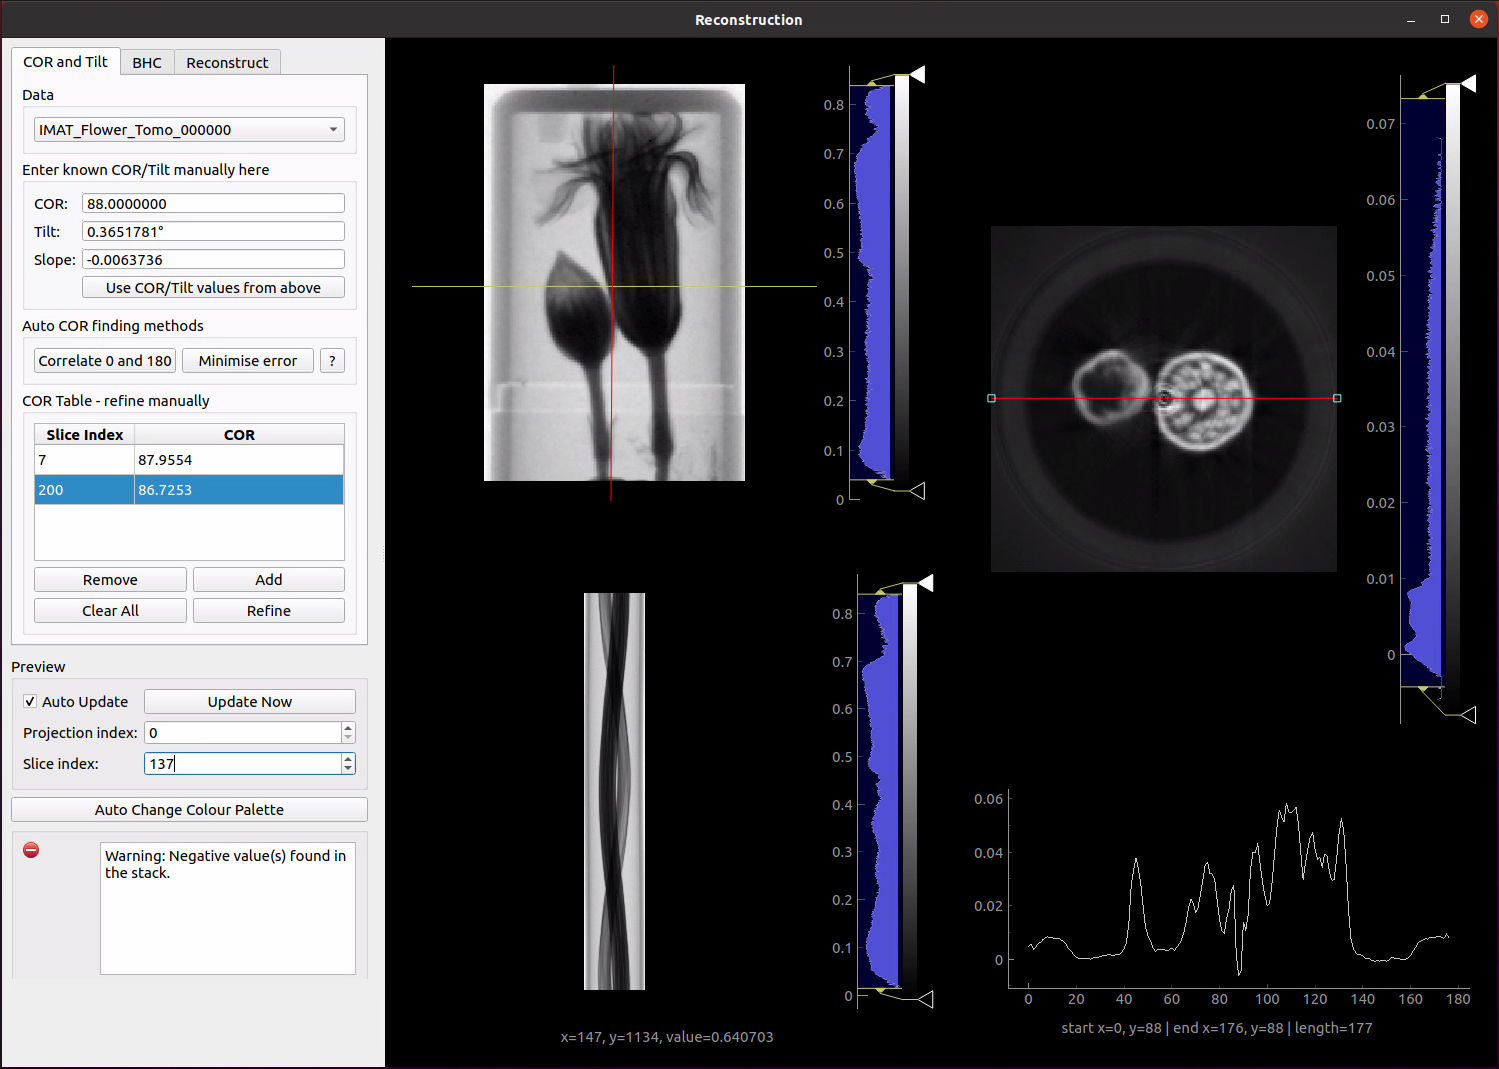 Reconstruction
COR and Tilt
BHC
Reconstruct
Data
IMAT_Flower_Tomo_000000
Enter known COR/Tilt manually here
COR: 88.0000000
Tilt: 0.3651781°
Slope: -0.0063736
Use COR/Tilt values from above
Auto COR finding methods
Correlate 0 and 180
Minimise error
?
COR Table - refine manually
Slice Index COR
7 87.9554
200 86.7253
Remove
Add
Clear All
Refine
Preview
Auto Update
Update Now
Projection index: 0
Slice index: 137
Auto Change Colour Palette
Warning: Negative value(s) found in
the stack.
0.8
0.7
0.6
0.5
0.4
0.3
0.2
0.1
0
0.07
0.06
0.05
0.04
0.03
0.02
0.01
0
0.8
0.7
0.6
0.5
0.4
0.3
0.2
0.1
0
x=147, y=1134, value=0.640703
0.06
0.04
0.02
0
0 20 40 60 80 100 120 140 160 180
start x=0, y=88 | end x=176, y=88 | length=177